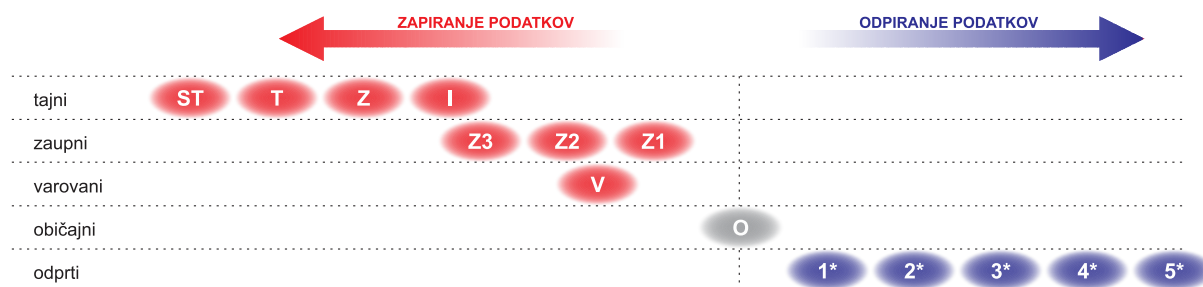 ZAPIRANJE PODATKOV ODPIRANJE PODATKOV
tajni ST T Z I
zaupni Z3 Z2 Z1
varovani V
običajni O
odprti 1* 2* 3* 4* 5*